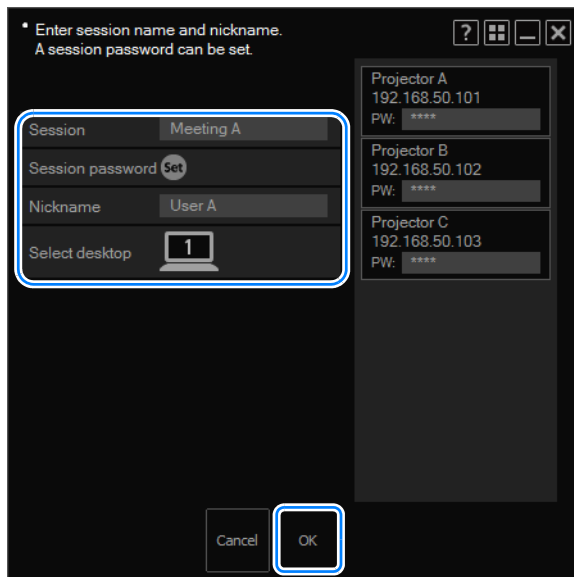 • Enter session name and nickname.
A session password can be set.
?
Session Meeting A
Session password Set
Nickname User A
Select desktop 1
Projector A
192.168.50.101
PW: ****
Projector B
192.168.50.102
PW: ****
Projector C
192.168.50.103
PW: ****
Cancel OK